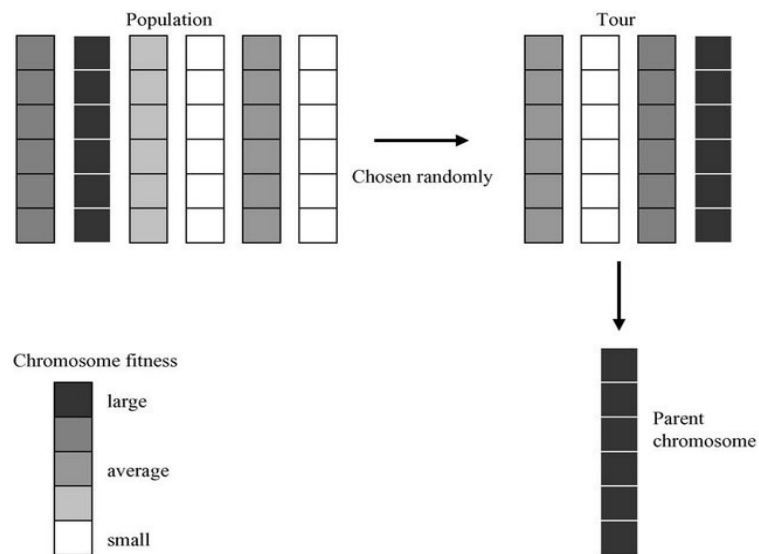 Population
Tour
Chosen randomly
Chromosome fitness
large
average
small
Parent
chromosome